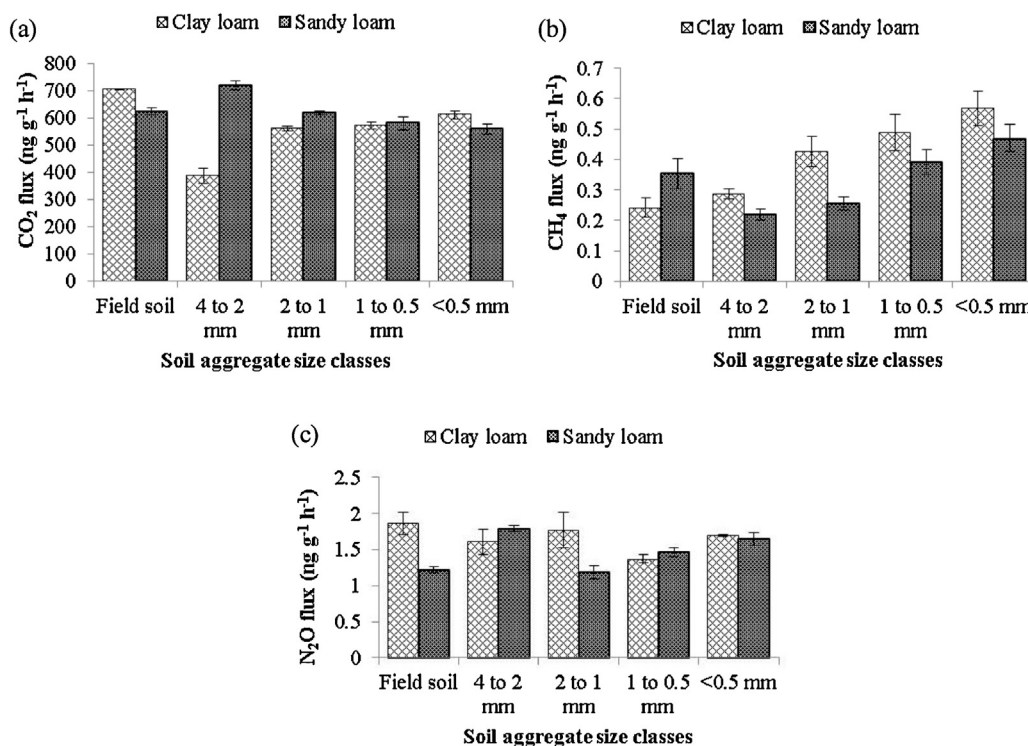 (a)
Clay loam Sandy loam
CO₂ flux (ng g⁻¹ h⁻¹)
800
700
600
500
400
300
200
100
0
Field soil 4 to 2 mm 2 to 1 mm 1 to 0.5 mm <0.5 mm
Soil aggregate size classes
(b)
Clay loam Sandy loam
CH₄ flux (ng g⁻¹ h⁻¹)
0.7
0.6
0.5
0.4
0.3
0.2
0.1
0
Field soil 4 to 2 mm 2 to 1 mm 1 to 0.5 mm <0.5 mm
Soil aggregate size classes
(c)
Clay loam Sandy loam
N₂O flux (ng g⁻¹ h⁻¹)
2.5
2
1.5
1
0.5
0
Field soil 4 to 2 mm 2 to 1 mm 1 to 0.5 mm <0.5 mm
Soil aggregate size classes